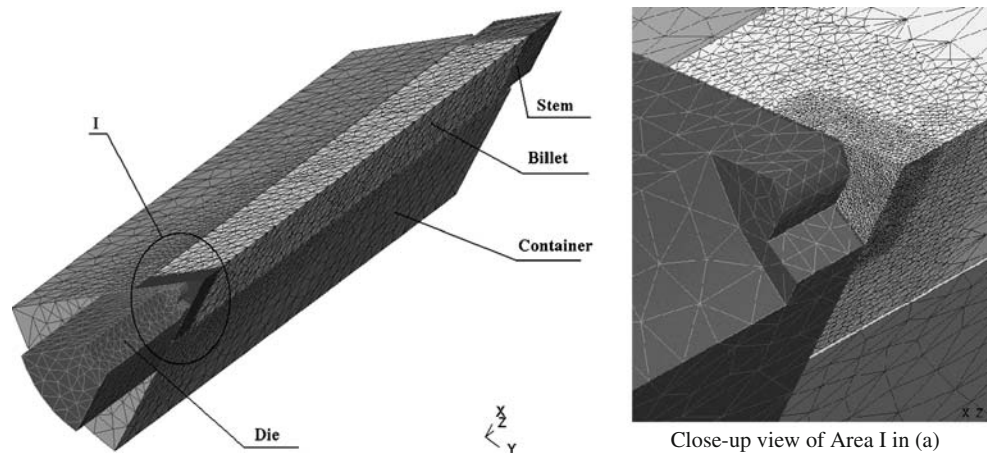 I
Stem
Billet
Container
Die
X
Z
Y
X Z
Close-up view of Area I in (a)